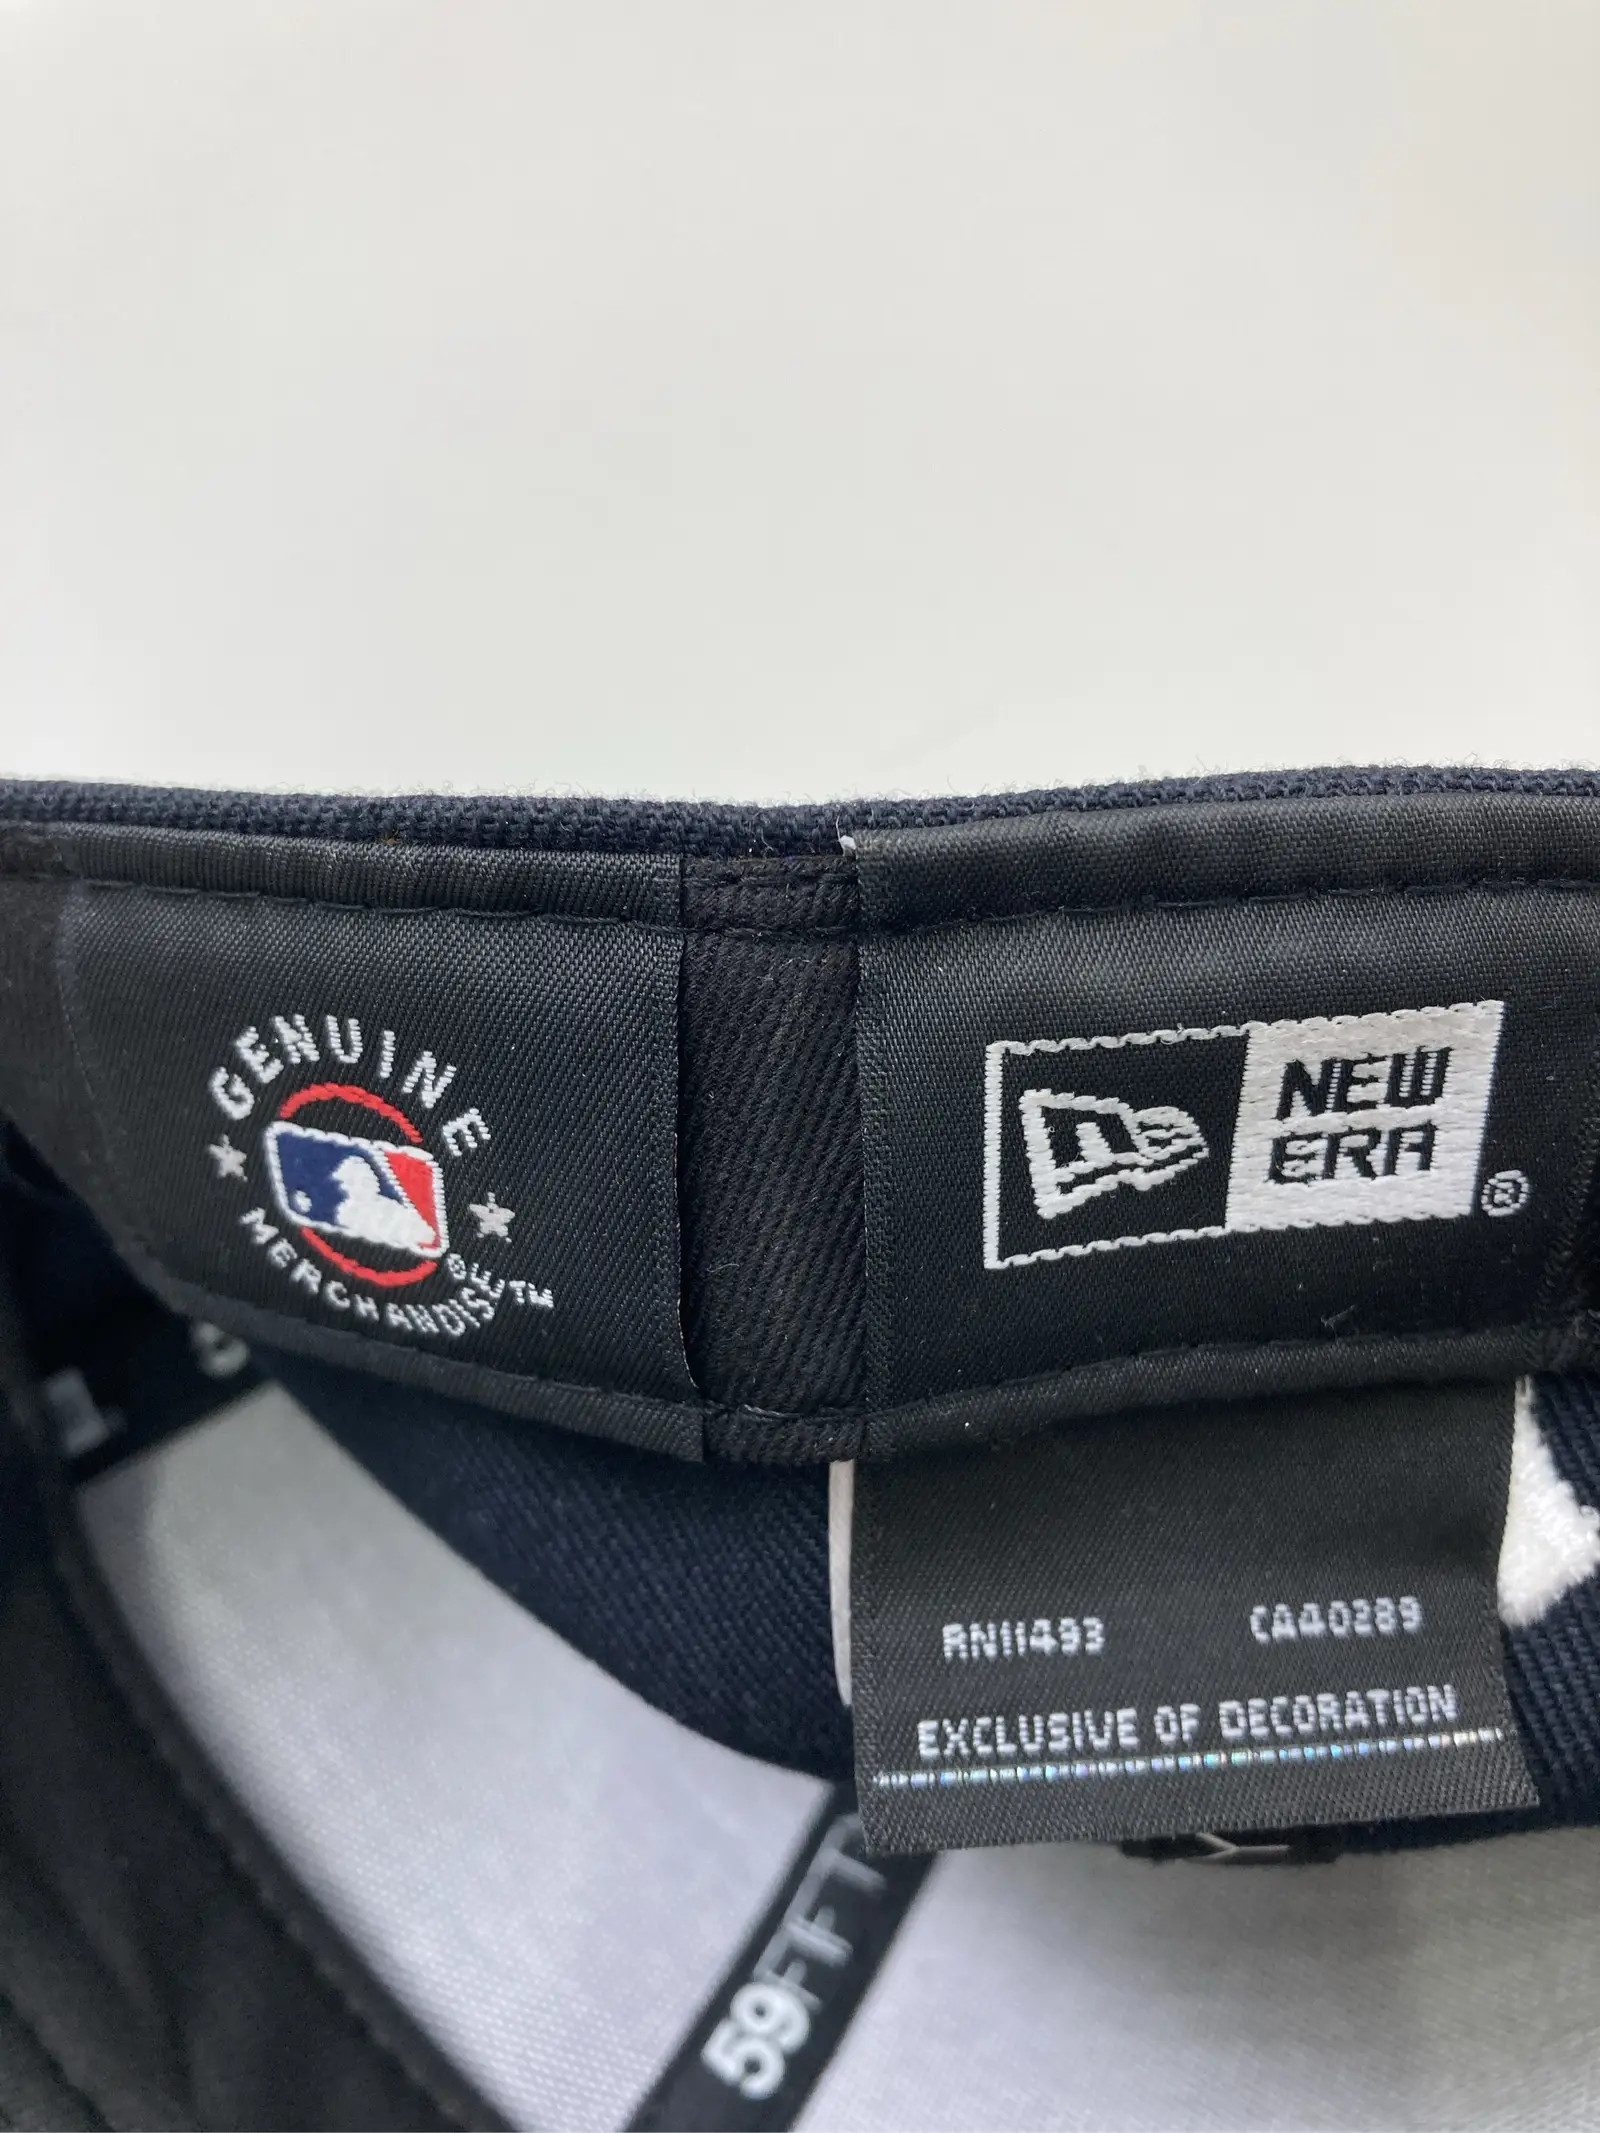 GENUINE
MERCHANDISE™
NEW
ERA®
RN11493 CA40289
EXCLUSIVE OF DECORATION
59FIFTY